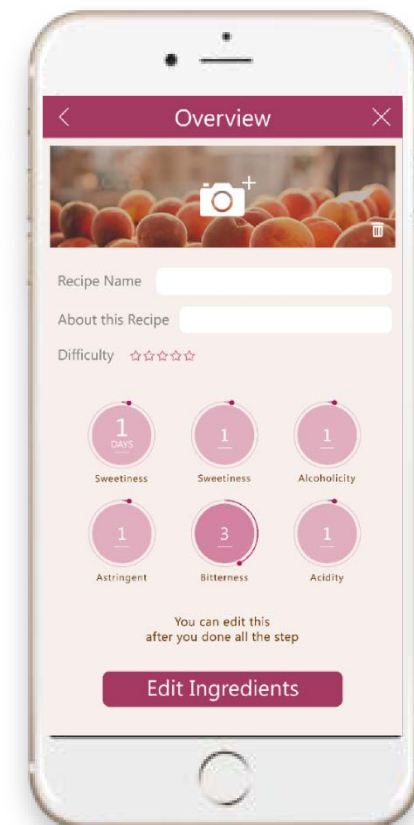 Overview
Recipe Name
About this Recipe
Difficulty
1
DAYS
Sweetiness
1
Sweetiness
1
Alcoholicity
1
Astringent
3
Bitterness
1
Acidity
You can edit this
after you done all the step
Edit Ingredients